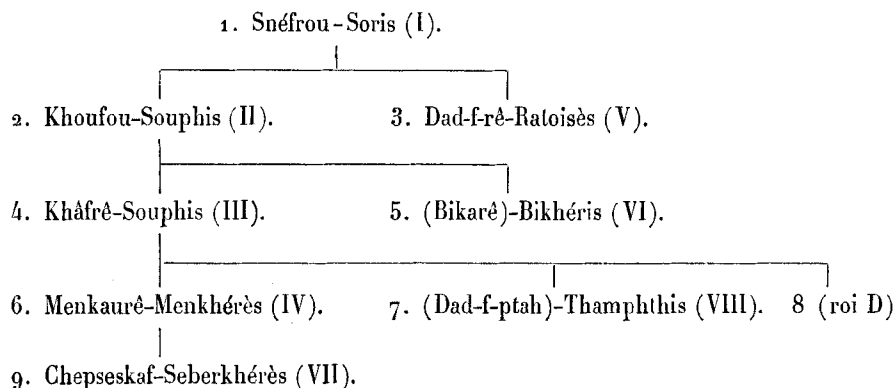 1. Snéfrou-Soris (I).
2. Khoufou-Souphis (II). 3. Dad-f-rê-Ratoisès (V).
4. Khâfrê-Souphis (III). 5. (Bikarê)-Bikhéris (VI).
6. Menkaurê-Menkhérès (IV). 7. (Dad-f-ptah)-Thamphthis (VIII). 8 (roi D)
9. Chepseskaf-Seberkhérès (VII).